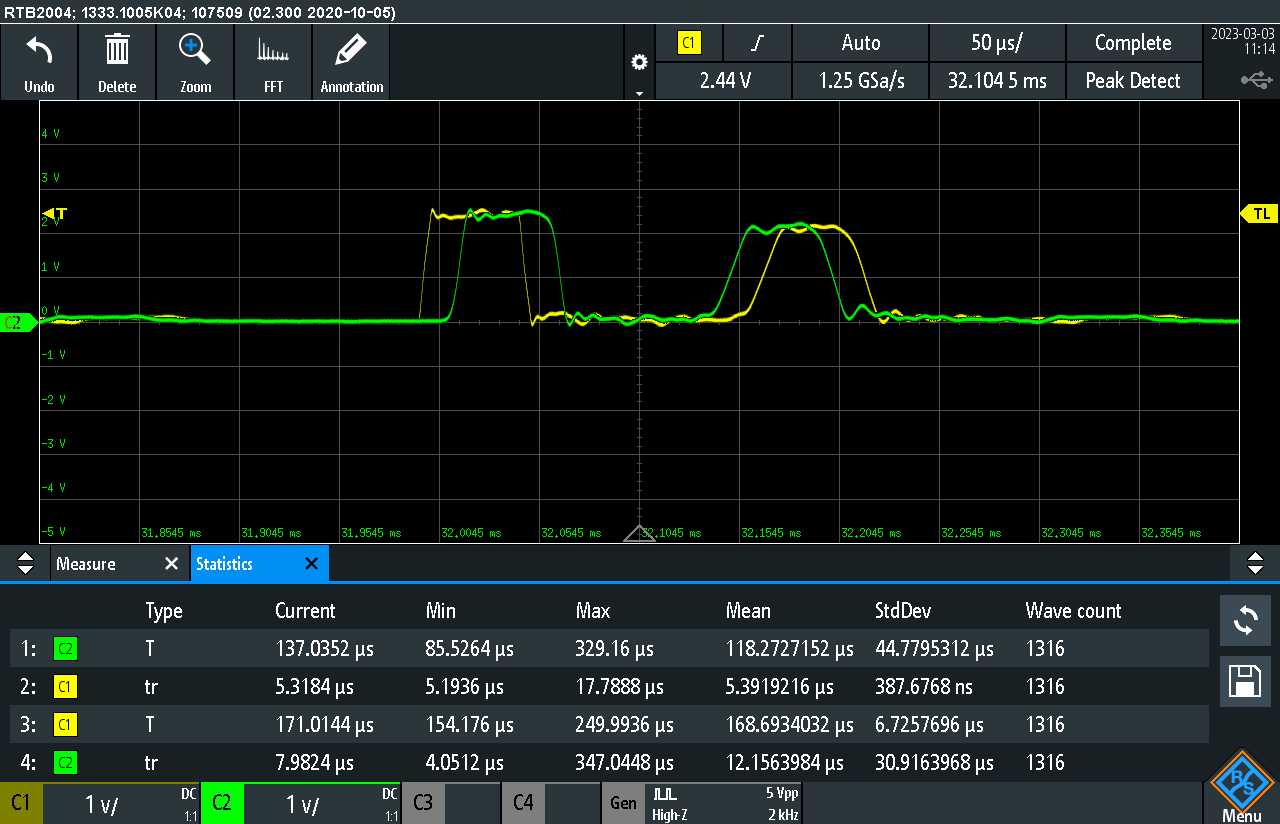 RTB2004; 1333.1005K04; 107509 (02.300 2020-10-05)
Undo
Delete
Zoom
FFT
Annotation
C1
Auto
50 µs/
Complete
2.44 V
1.25 GSa/s
32.104 5 ms
Peak Detect
2023-03-03
11:14
4 V
3 V
T
2 V
TL
1 V
0 V
C2
-1 V
-2 V
-3 V
-4 V
-5 V
31.8545 ms
31.9045 ms
31.9545 ms
32.0045 ms
32.0545 ms
32.1045 ms
32.1545 ms
32.2045 ms
32.2545 ms
32.3045 ms
32.3545 ms
Measure
Statistics
Type Current Min Max Mean StdDev Wave count
1: C2 T 137.0352 µs 85.5264 µs 329.16 µs 118.2727152 µs 44.7795312 µs 1316
2: C1 tr 5.3184 µs 5.1936 µs 17.7888 µs 5.3919216 µs 387.6768 ns 1316
3: C1 T 171.0144 µs 154.176 µs 249.9936 µs 168.6934032 µs 6.7257696 µs 1316
4: C2 tr 7.9824 µs 4.0512 µs 347.0448 µs 12.1563984 µs 30.9163968 µs 1316
C1 1 V/ DC 1:1
C2 1 V/ DC 1:1
C3
C4
Gen
High-Z
5 Vpp
2 kHz
R&S
Menu